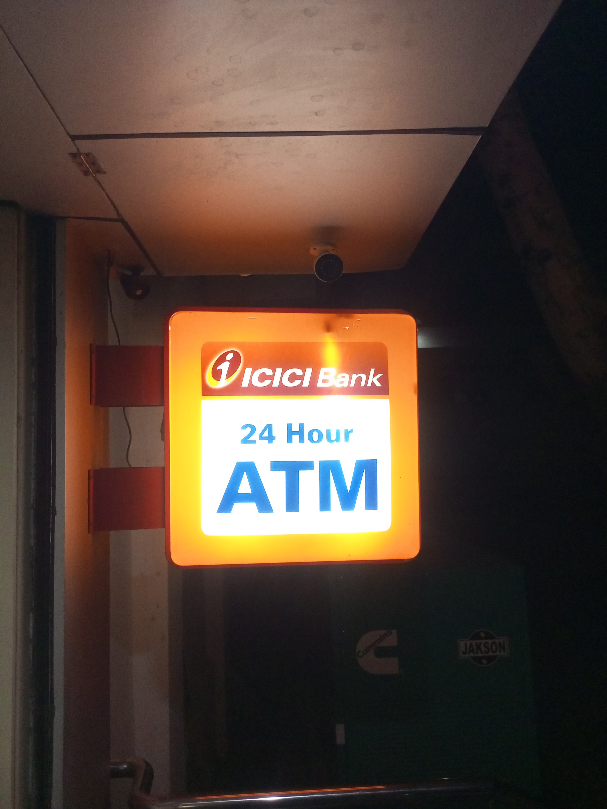 i ICICI Bank
24 Hour
ATM
C
JAKSON